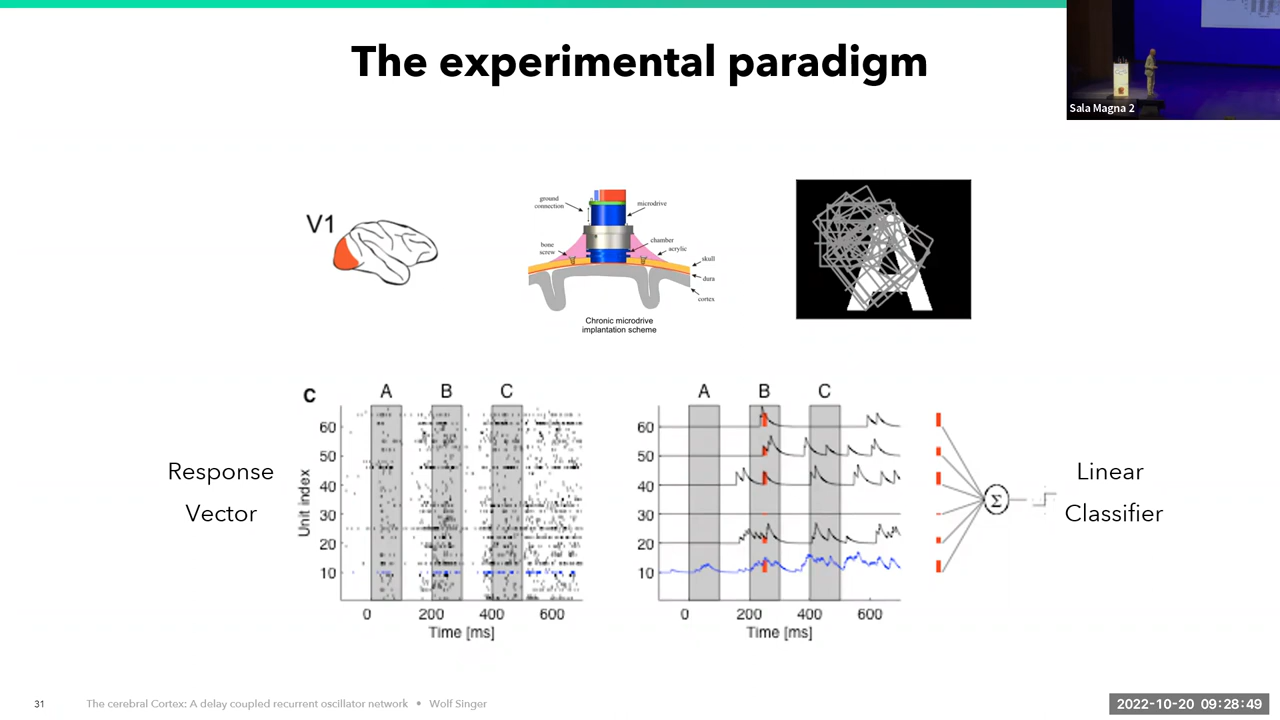 The experimental paradigm
Sala Magna 2
V1
ground
connection
microdrive
bone
screw
chamber
acrylic
skull
dura
cortex
Chronic microdrive
implantation scheme
A
Response
Vector
C
A B C
60
50
40
30
20
10
Unit index
0 200 400 600
Time [ms]
A B C
60
50
40
30
20
10
0 200 400 600
Time [ms]
Σ
Linear
Classifier
31 The cerebral Cortex: A delay coupled recurrent oscillator network • Wolf Singer
2022-10-20 09:28:49